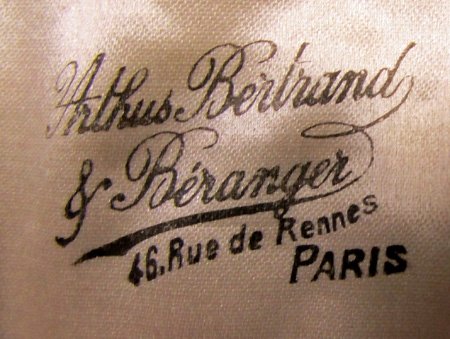 Arthus Bertrand
& Béranger
46, Rue de Rennes
PARIS